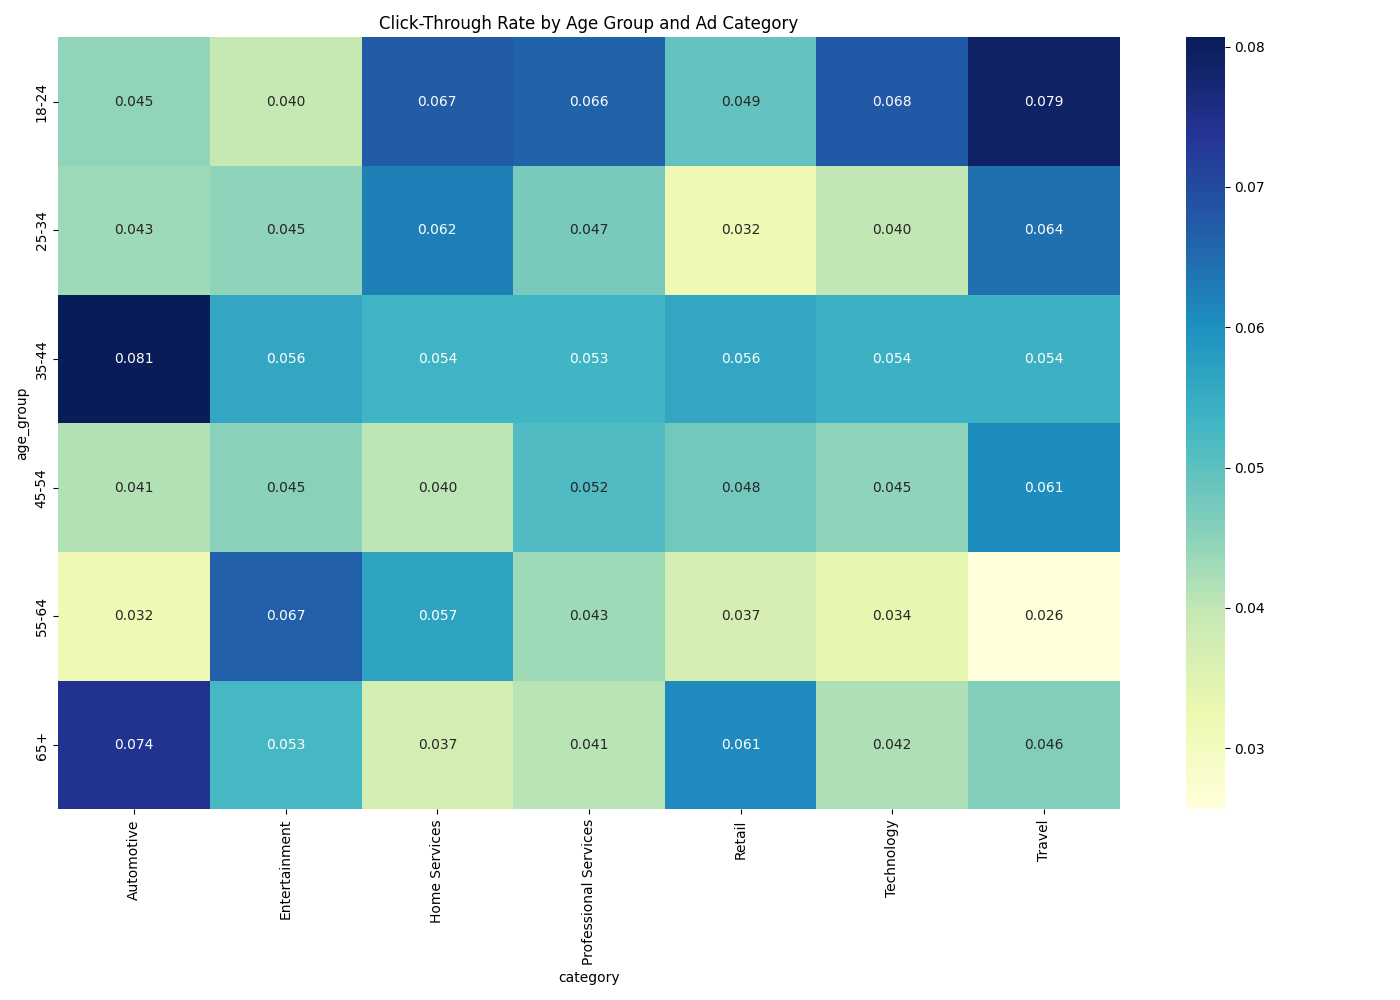 Click-Through Rate by Age Group and Ad Category
age_group
18-24
0.045 0.040 0.067 0.066 0.049 0.068 0.079
25-34
0.043 0.045 0.062 0.047 0.032 0.040 0.064
35-44
0.081 0.056 0.054 0.053 0.056 0.054 0.054
45-54
0.041 0.045 0.040 0.052 0.048 0.045 0.061
55-64
0.032 0.067 0.057 0.043 0.037 0.034 0.026
65+
0.074 0.053 0.037 0.041 0.061 0.042 0.046
Automotive
Entertainment
Home Services
Professional Services
Retail
Technology
Travel
category
0.08
0.07
0.06
0.05
0.04
0.03